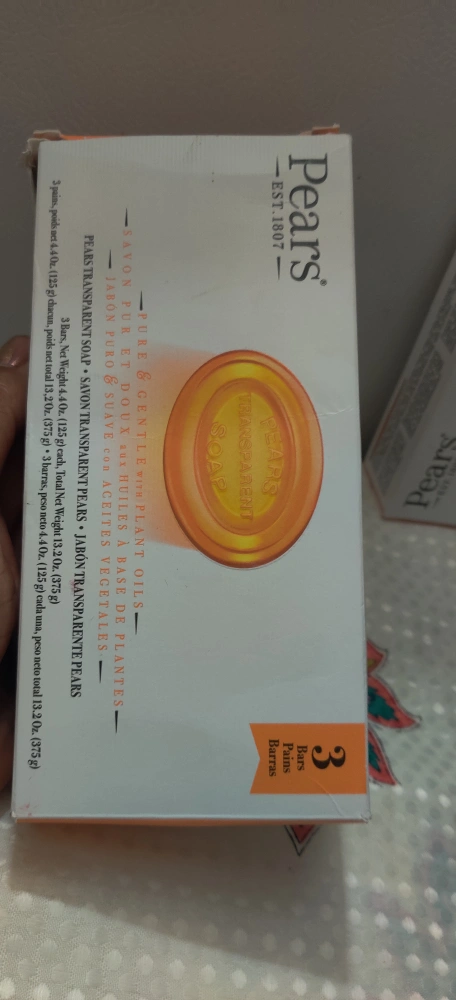 Pears®
EST. 1807
PEARS
TRANSPARENT
SOAP
3
Bars
Pains
Barras
PURE & GENTLE with PLANT OILS
SAVON PUR ET DOUX aux HUILES À BASE DE PLANTES
JABÓN PURO & SUAVE con ACEITES VEGETALES
PEARS TRANSPARENT SOAP • SAVON TRANSPARENT PEARS • JABÓN TRANSPARENTE PEARS
3 Bars, Net Weight 4.4 Oz. (125 g) each, Total Net Weight 13.2 Oz. (375 g)
3 pains, poids net 4.4 Oz. (125 g) chacun, poids net total 13.2 Oz. (375 g) • 3 barras, peso neto 4.4 Oz. (125 g) cada una, peso neto total 13.2 Oz. (375 g)
Pears®